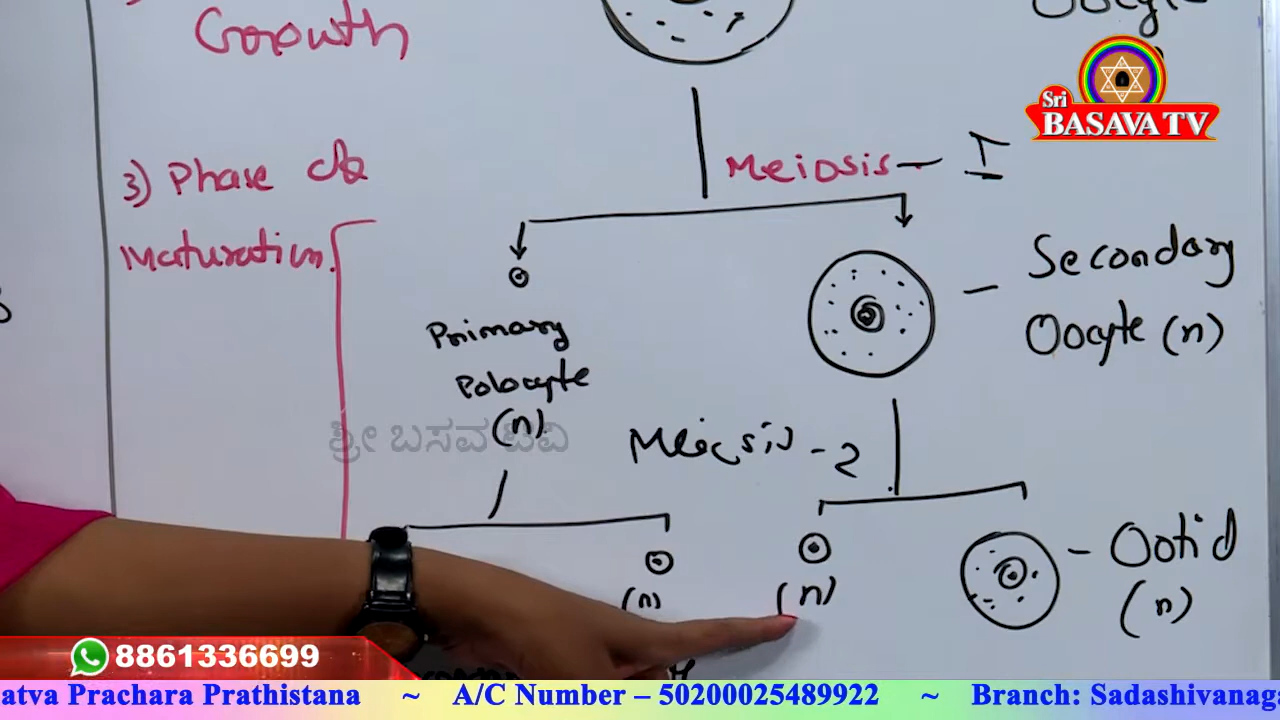 Growth
Oocyte
Sri
BASAVA TV
Meiosis - I
3) Phase of
Maturation.
Secondary
Oocyte (n)
Primary
Polocyte
(n)
ಶ್ರೀ ಬಸವ ಟಿವಿ
Meiosis - 2
Ootid
(n)
(n)
(n)
8861336699
atva Prachara Prathistana ~ A/C Number – 50200025489922 ~ Branch: Sadashivanaga